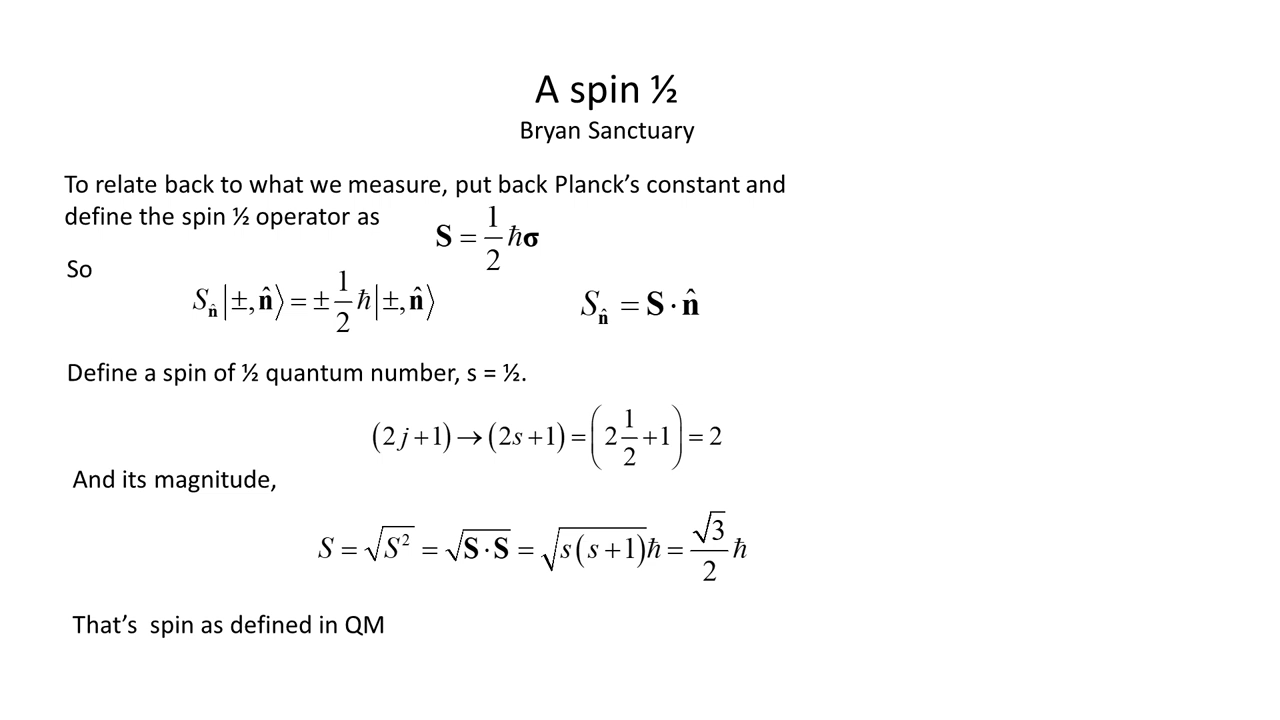 A spin ½
Bryan Sanctuary
To relate back to what we measure, put back Planck’s constant and
define the spin ½ operator as
𝐒 = 1/2 ℏ𝛔
So
S_𝐧̂ |±,𝐧̂⟩ = ± 1/2 ℏ |±,𝐧̂⟩
S_𝐧̂ = 𝐒 · 𝐧̂
Define a spin of ½ quantum number, s = ½.
(2j+1) → (2s+1) = (2 1/2 +1) = 2
And its magnitude,
S = √S² = √𝐒·𝐒 = √s(s+1)ℏ = √3/2 ℏ
That’s  spin as defined in QM